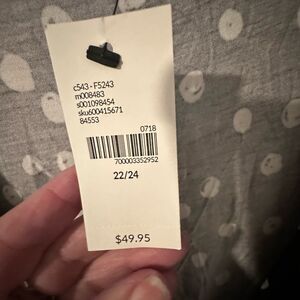 c543 - F5243
m008483
s001098454
sku600415671
84553
0718
700003352952
22/24
$49.95